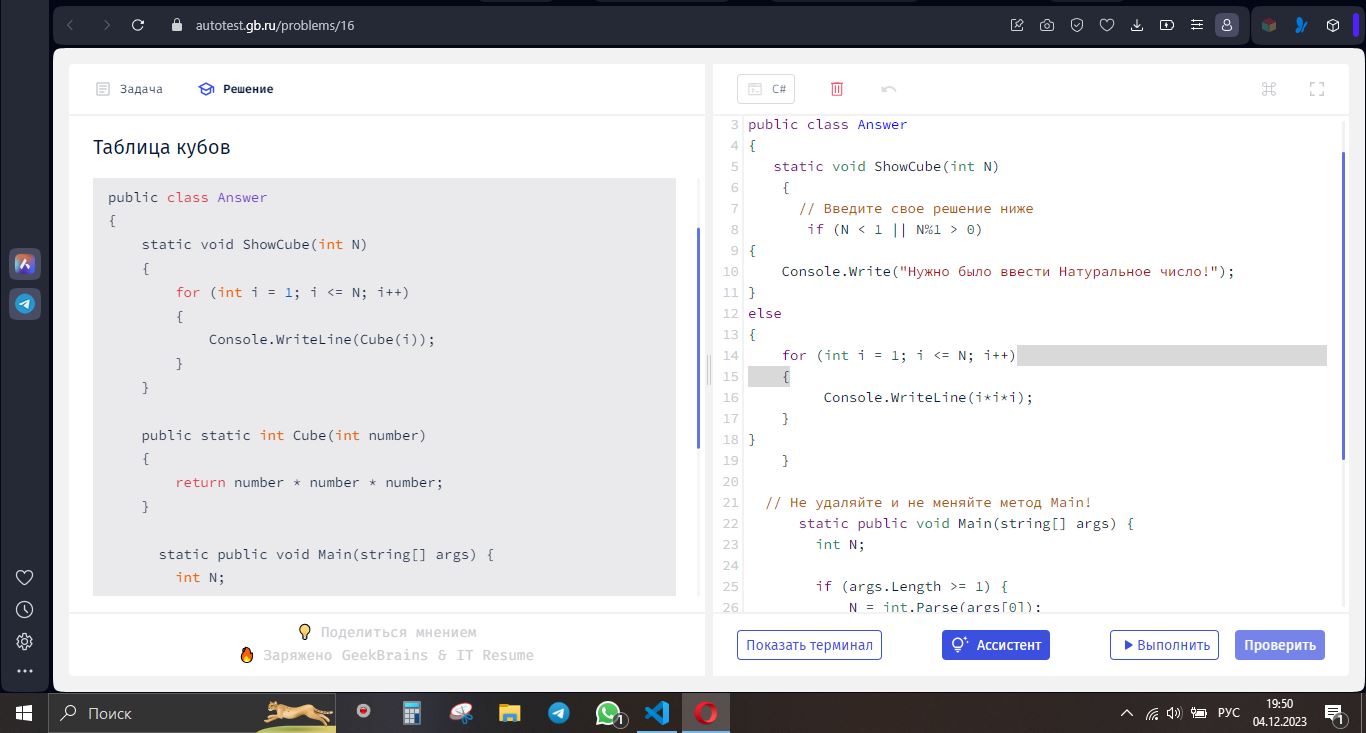 autotest.gb.ru/problems/16
Задача
Решение
Таблица кубов
public class Answer
{
static void ShowCube(int N)
{
for (int i = 1; i <= N; i++)
{
Console.WriteLine(Cube(i));
}
}
public static int Cube(int number)
{
return number * number * number;
}
static public void Main(string[] args) {
int N;
Поделиться мнением
Заряжено GeekBrains & IT Resume
C#
3 public class Answer
4 {
5 static void ShowCube(int N)
6 {
7 // Введите свое решение ниже
8 if (N < 1 || N%1 > 0)
9 {
10 Console.Write("Нужно было ввести Натуральное число!");
11 }
12 else
13 {
14 for (int i = 1; i <= N; i++)
15 {
16 Console.WriteLine(i*i*i);
17 }
18 }
19 }
20
21 // Не удаляйте и не меняйте метод Main!
22 static public void Main(string[] args) {
23 int N;
24
25 if (args.Length >= 1) {
26 N = int.Parse(args[0]);
Показать терминал
Ассистент
Выполнить
Проверить
Поиск
1
РУС
19:50
04.12.2023
1